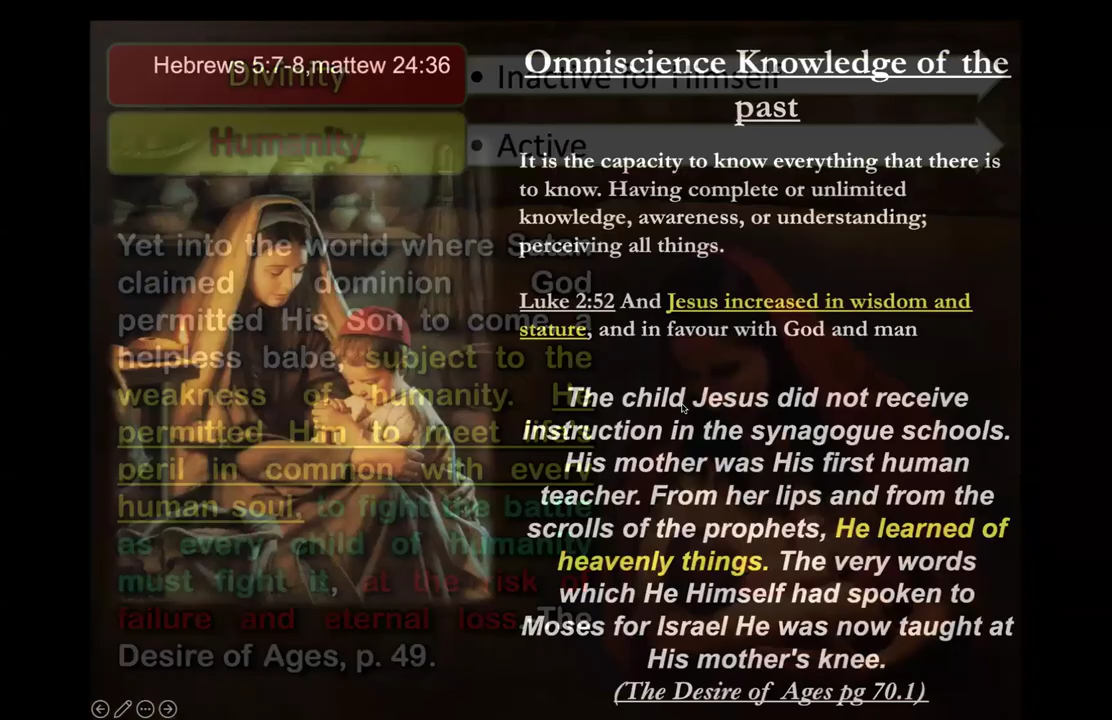 Hebrews 5:7-8,mattew 24:36
Divinity
• Inactive for Himself
Humanity
• Active
Yet into the world where Satan
claimed dominion God
permitted His Son to come, a
helpless babe, subject to the
weakness of humanity. He
permitted Him to meet life's
peril in common with every
human soul, to fight the battle
as every child of humanity
must fight it, at the risk of
failure and eternal loss. The
Desire of Ages, p. 49.
Omniscience Knowledge of the
past
It is the capacity to know everything that there is
to know. Having complete or unlimited
knowledge, awareness, or understanding;
perceiving all things.
Luke 2:52 And Jesus increased in wisdom and
stature, and in favour with God and man
The child Jesus did not receive
instruction in the synagogue schools.
His mother was His first human
teacher. From her lips and from the
scrolls of the prophets, He learned of
heavenly things. The very words
which He Himself had spoken to
Moses for Israel He was now taught at
His mother's knee.
(The Desire of Ages pg 70.1)